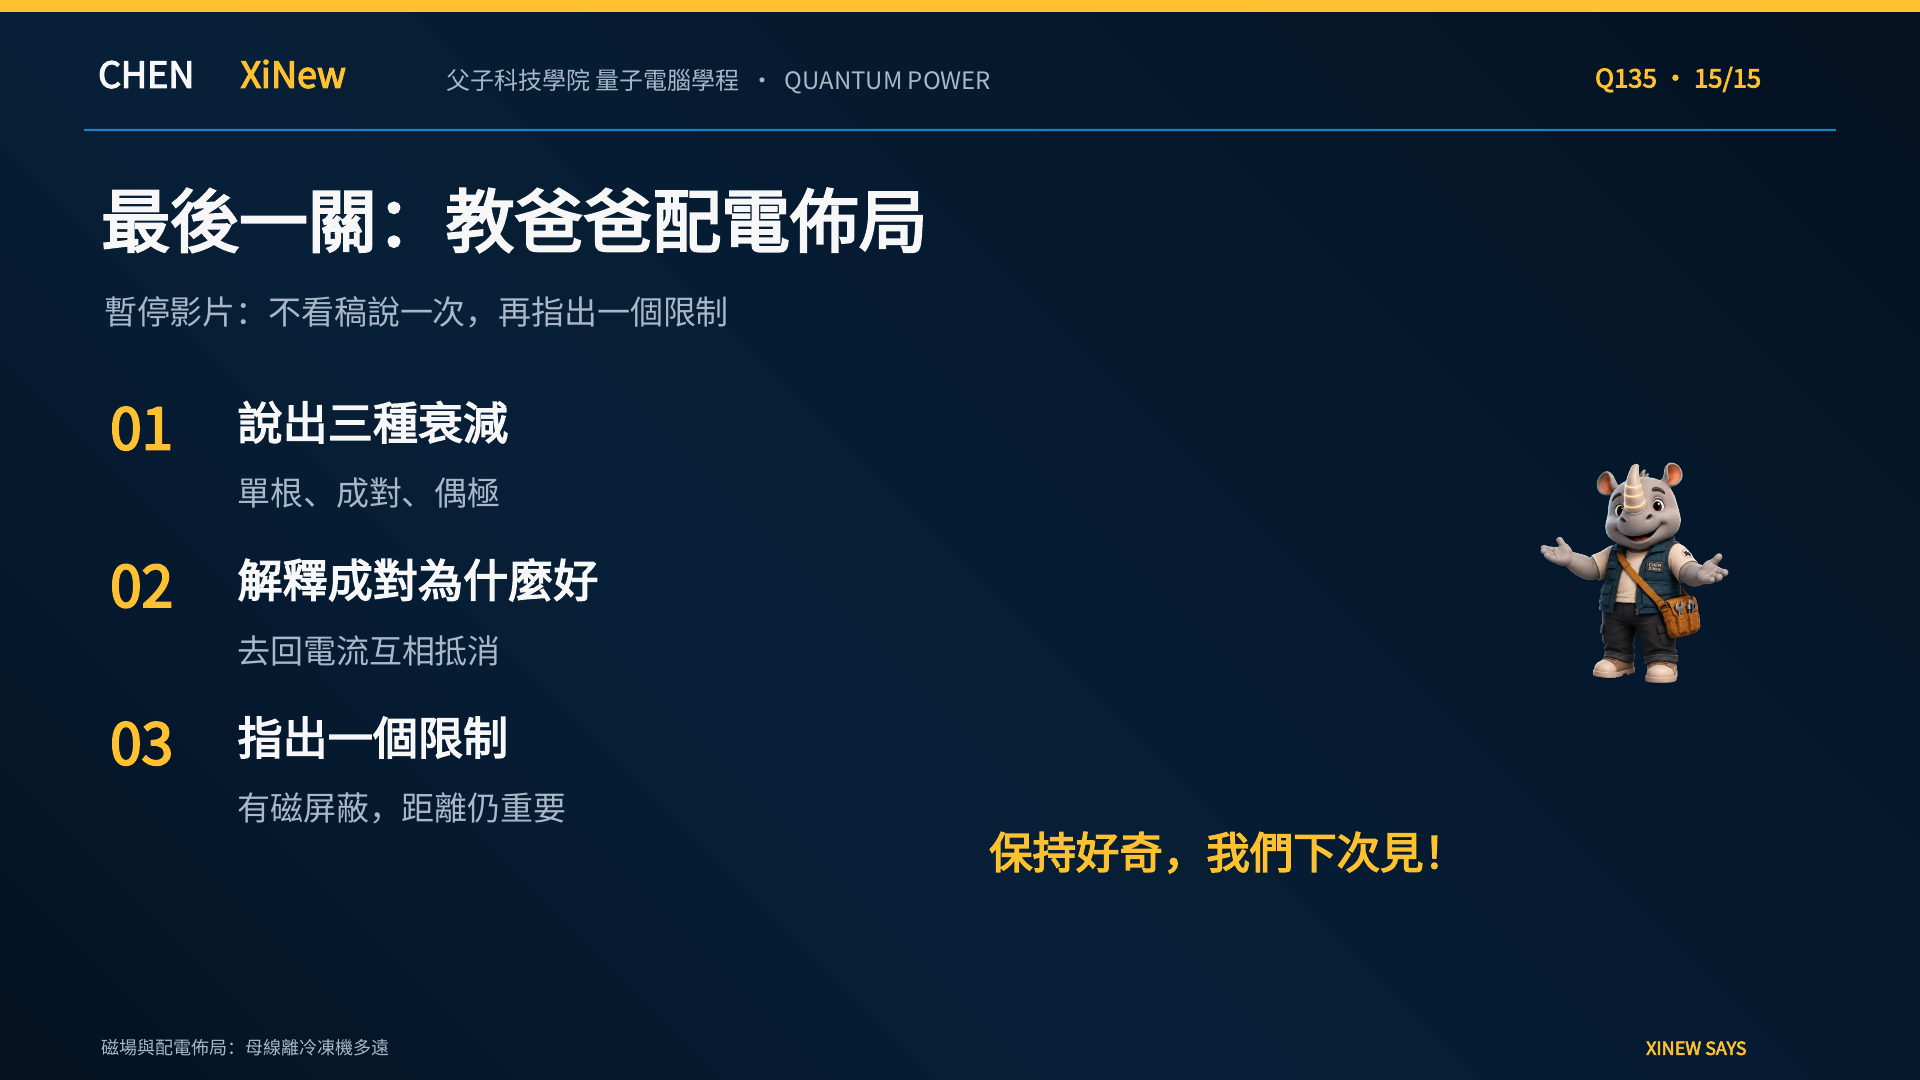 CHEN XiNew 父子科技學院 量子電腦學程 · QUANTUM POWER Q135 · 15/15
最後一關：教爸爸配電佈局
暫停影片：不看稿說一次，再指出一個限制
01 說出三種衰減
單根、成對、偶極
02 解釋成對為什麼好
去回電流互相抵消
03 指出一個限制
有磁屏蔽，距離仍重要
保持好奇，我們下次見！
磁場與配電佈局：母線離冷凍機多遠 XINEW SAYS